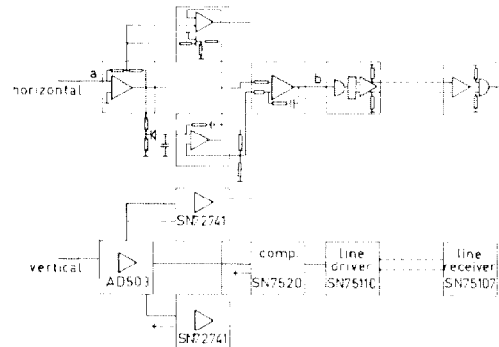 a
horizontal
b
SN72741
vertical
AD503
comp.
SN7520
line
driver
SN75110
line
receiver
SN75107
SN72741